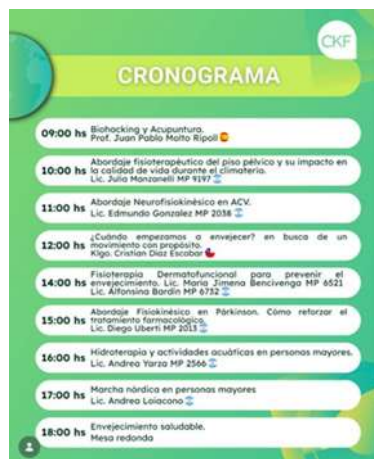 CKF
CRONOGRAMA
09:00 hs Biohacking y Acupuntura.
Prof. Juan Pablo Molto Ripoll
10:00 hs Abordaje fisioterapéutico del piso pélvico y su impacto en
la calidad de vida durante el climaterio.
Lic. Julia Manzanelli MP 9197
11:00 hs Abordaje Neurofisiokinésico en ACV.
Lic. Edmundo Gonzalez MP 2038
12:00 hs ¿Cuándo empezamos a envejecer? en busca de un
movimiento con propósito.
Klgo. Cristian Diaz Escobar
14:00 hs Fisioterapia Dermatofuncional para prevenir el
envejecimiento. Lic. Maria Jimena Bencivenga MP 6521
Lic. Alfonsina Bardin MP 6732
15:00 hs Abordaje Fisiokinésico en Párkinson. Cómo reforzar el
tratamiento farmacológico.
Lic. Diego Uberti MP 2013
16:00 hs Hidroterapia y actividades acuáticas en personas mayores.
Lic. Andrea Yarza MP 2566
17:00 hs Marcha nórdica en personas mayores
Lic. Andrea Loiacono
18:00 hs Envejecimiento saludable.
Mesa redonda